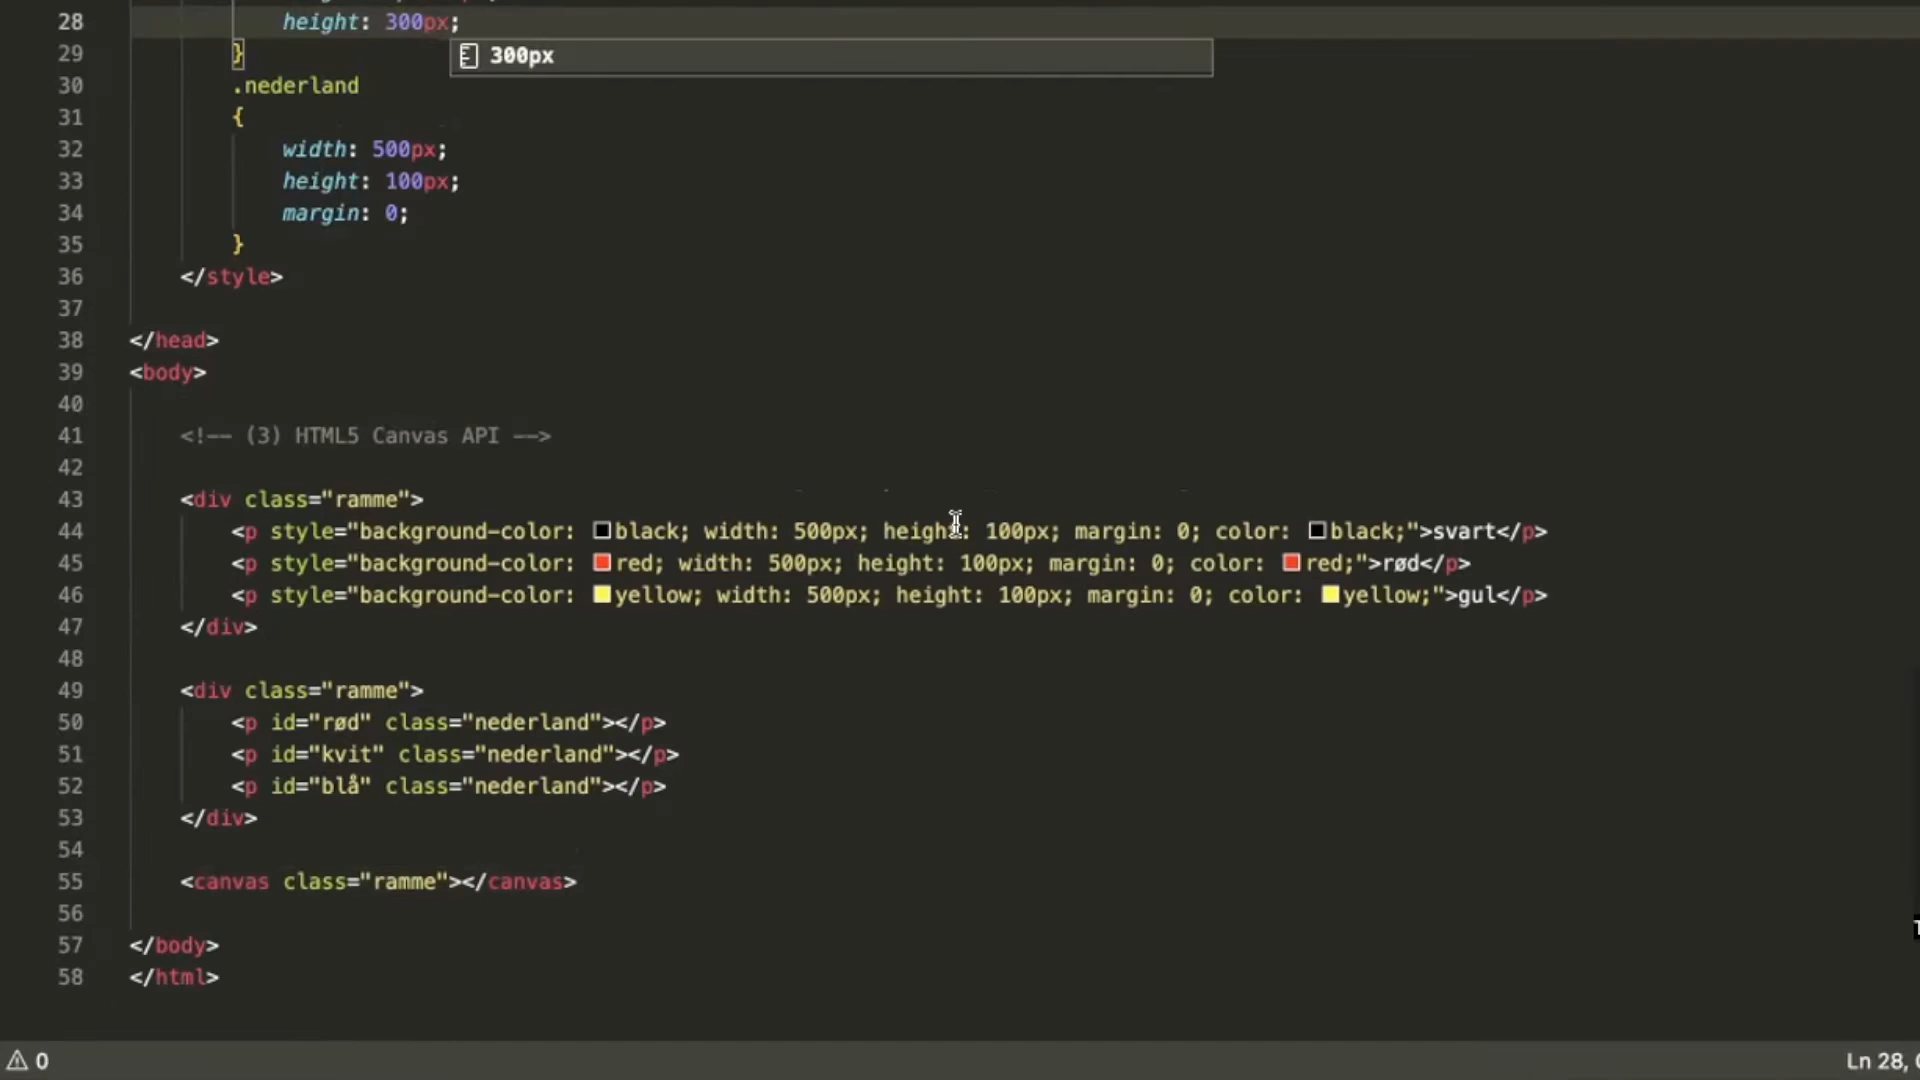 28 height: 300px;
300px
29 }
30 .nederland
31 {
32 width: 500px;
33 height: 100px;
34 margin: 0;
35 }
36 </style>
37
38 </head>
39 <body>
40
41 <!-- (3) HTML5 Canvas API -->
42
43 <div class="ramme">
44 <p style="background-color: black; width: 500px; height: 100px; margin: 0; color: black;">svart</p>
45 <p style="background-color: red; width: 500px; height: 100px; margin: 0; color: red;">rød</p>
46 <p style="background-color: yellow; width: 500px; height: 100px; margin: 0; color: yellow;">gul</p>
47 </div>
48
49 <div class="ramme">
50 <p id="rød" class="nederland"></p>
51 <p id="kvit" class="nederland"></p>
52 <p id="blå" class="nederland"></p>
53 </div>
54
55 <canvas class="ramme"></canvas>
56
57 </body>
58 </html>
0
Ln 28,